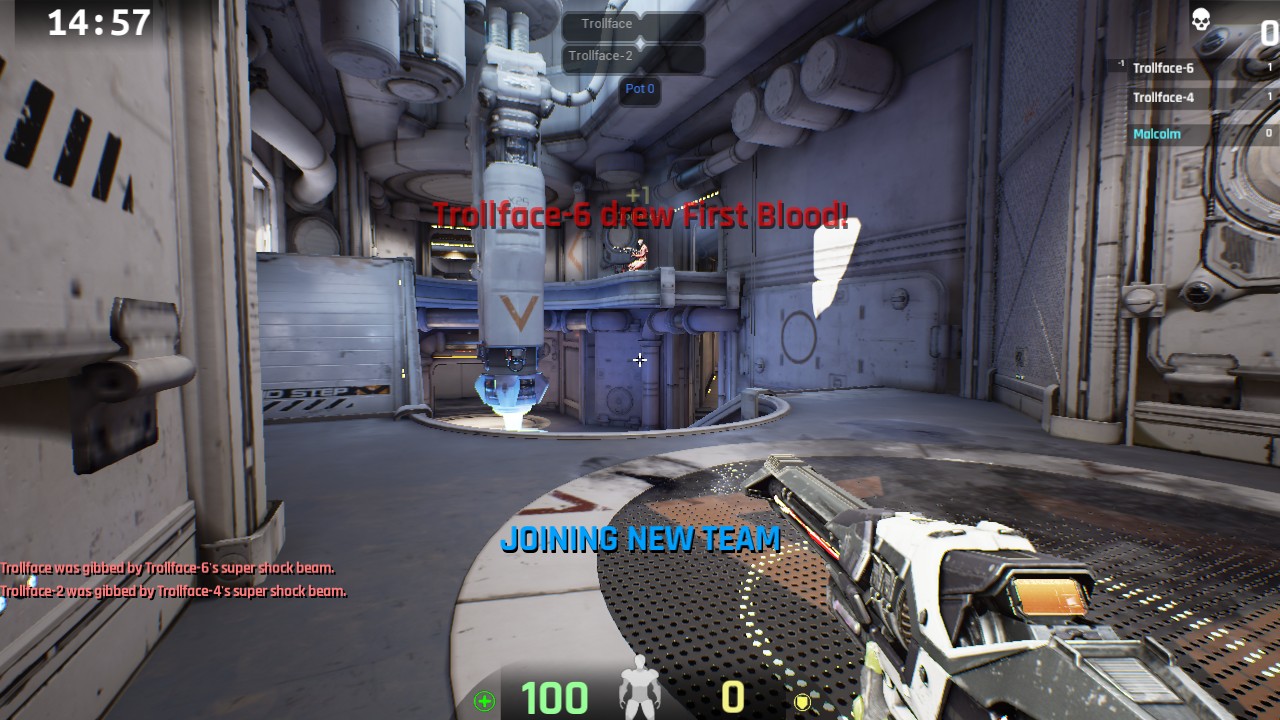 14:57
Trollface
Trollface-2
Pot 0
0
-1 Trollface-6 1
Trollface-4 1
Malcolm 0
+1
Trollface-6 drew First Blood!
O STEP
JOINING NEW TEAM
Trollface was gibbed by Trollface-6's super shock beam.
Trollface-2 was gibbed by Trollface-4's super shock beam.
100
0